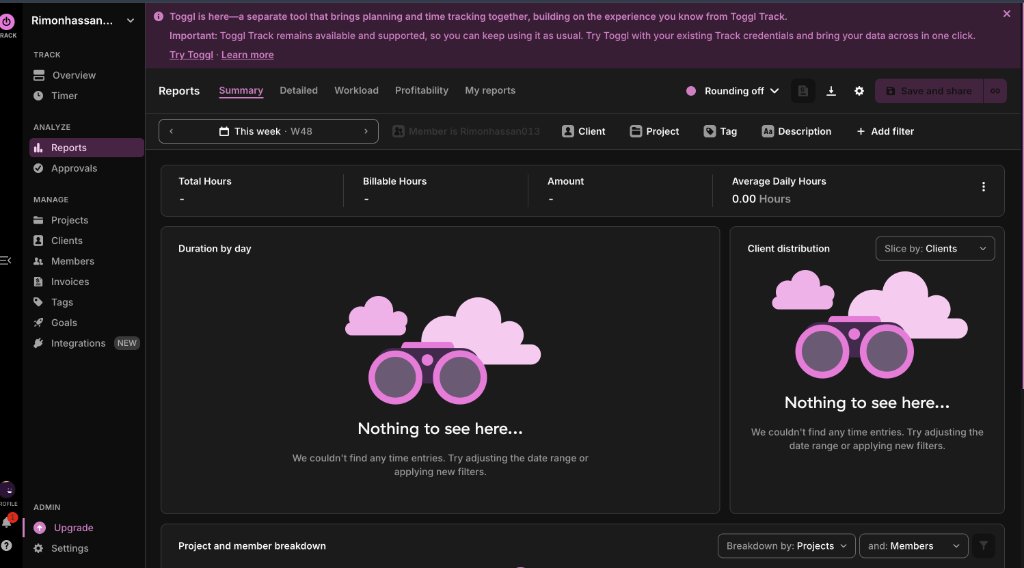 Rimonhassan...
RACK
Toggl is here—a separate tool that brings planning and time tracking together, building on the experience you know from Toggl Track.
Important: Toggl Track remains available and supported, so you can keep using it as usual. Try Toggl with your existing Track credentials and bring your data across in one click.
Try Toggl · Learn more
TRACK
Overview
Timer
ANALYZE
Reports
Approvals
MANAGE
Projects
Clients
Members
Invoices
Tags
Goals
Integrations NEW
ADMIN
Upgrade
Settings
ROFILE
Reports Summary Detailed Workload Profitability My reports
Rounding off
Save and share
This week · W48
Member is Rimonhassan013
Client
Project
Tag
Aa Description
+ Add filter
Total Hours
-
Billable Hours
-
Amount
-
Average Daily Hours
0.00 Hours
Duration by day
Nothing to see here...
We couldn't find any time entries. Try adjusting the date range or
applying new filters.
Client distribution
Slice by: Clients
Nothing to see here...
We couldn't find any time entries. Try adjusting the
date range or applying new filters.
Project and member breakdown
Breakdown by: Projects
and: Members